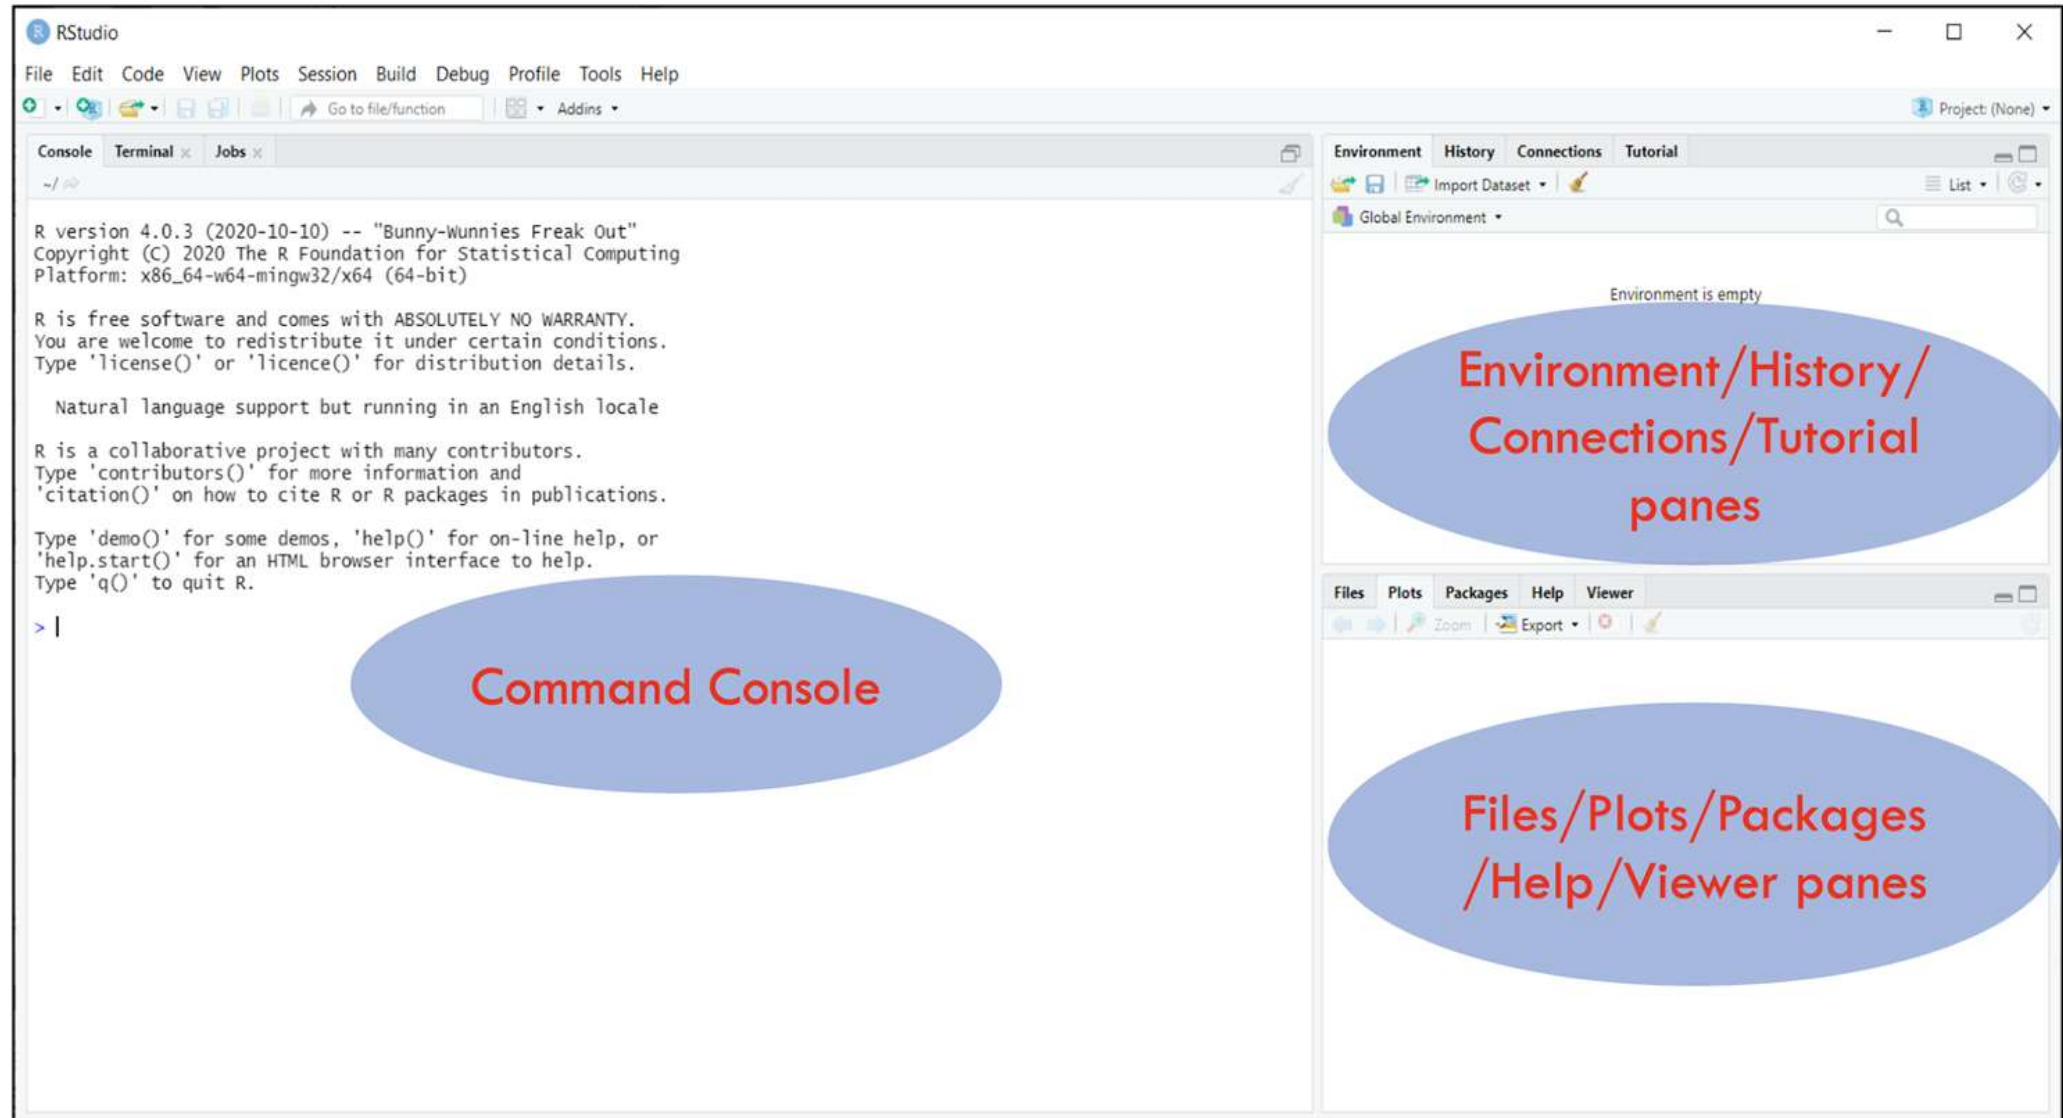 RStudio
File Edit Code View Plots Session Build Debug Profile Tools Help
Go to file/function Addins Project: (None)
Console Terminal Jobs
~/
R version 4.0.3 (2020-10-10) -- "Bunny-Wunnies Freak Out"
Copyright (C) 2020 The R Foundation for Statistical Computing
Platform: x86_64-w64-mingw32/x64 (64-bit)
R is free software and comes with ABSOLUTELY NO WARRANTY.
You are welcome to redistribute it under certain conditions.
Type 'license()' or 'licence()' for distribution details.
Natural language support but running in an English locale
R is a collaborative project with many contributors.
Type 'contributors()' for more information and
'citation()' on how to cite R or R packages in publications.
Type 'demo()' for some demos, 'help()' for on-line help, or
'help.start()' for an HTML browser interface to help.
Type 'q()' to quit R.
>
Command Console
Environment History Connections Tutorial
Import Dataset List
Global Environment
Environment is empty
Environment/History/
Connections/Tutorial
panes
Files Plots Packages Help Viewer
Zoom Export
Files/Plots/Packages
/Help/Viewer panes